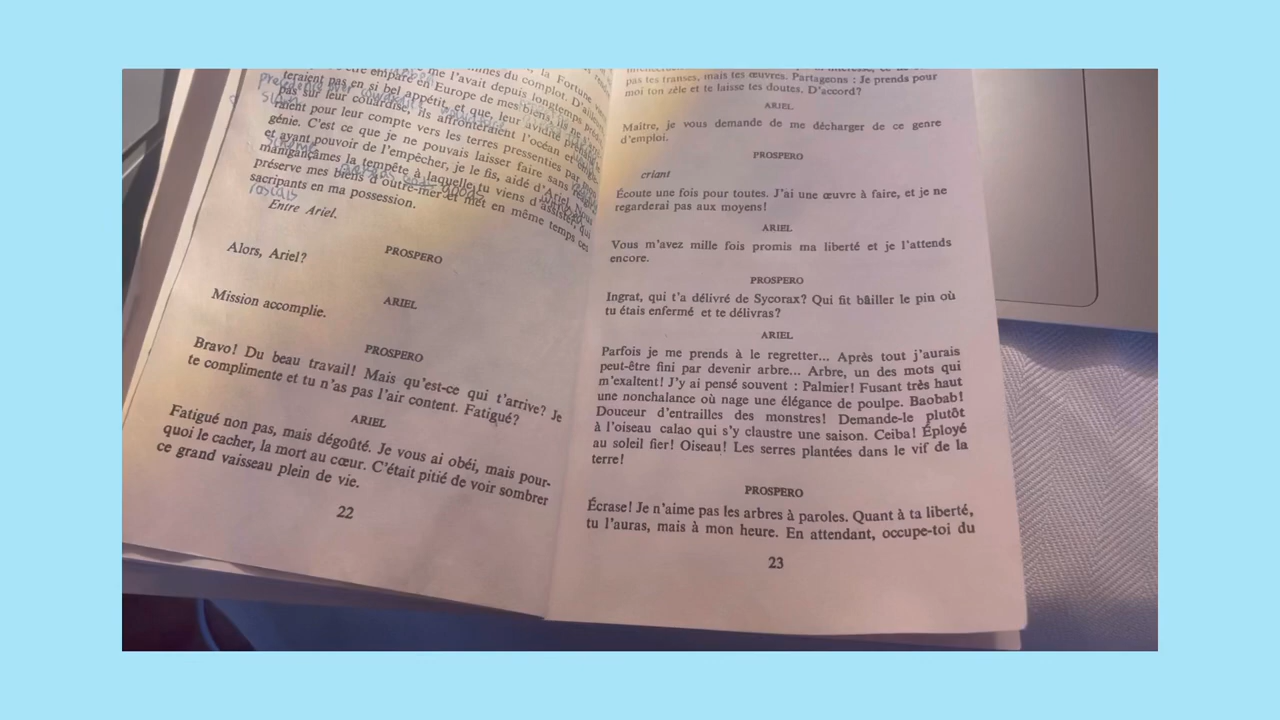 teraient pas en si bel appétit, et que, leur avidité
pas sur leur couardise, ils affronteraient l'océan et
raient pour leur compte vers les terres pressenties par
génie. C'est ce que je ne pouvais laisser faire sans
et ayant pouvoir de l'empêcher, je le fis, aidé d'Ariel. Nous
manigançâmes la tempête à laquelle tu viens d'assister, qui
préserve mes biens d'outre-mer et met en même temps ces
sacripants en ma possession.
Entre Ariel.
PROSPERO
Alors, Ariel?
ARIEL
Mission accomplie.
PROSPERO
Bravo! Du beau travail! Mais qu'est-ce qui t'arrive? Je
te complimente et tu n'as pas l'air content. Fatigué?
ARIEL
Fatigué non pas, mais dégoûté. Je vous ai obéi, mais pour-
quoi le cacher, la mort au cœur. C'était pitié de voir sombrer
ce grand vaisseau plein de vie.
22
pas tes transes, mais tes œuvres. Partageons : Je prends pour
moi ton zèle et te laisse tes doutes. D'accord?
ARIEL
Maître, je vous demande de me décharger de ce genre
d'emploi.
PROSPERO
criant
Écoute une fois pour toutes. J'ai une œuvre à faire, et je ne
regarderai pas aux moyens!
ARIEL
Vous m'avez mille fois promis ma liberté et je l'attends
encore.
PROSPERO
Ingrat, qui t'a délivré de Sycorax? Qui fit bâiller le pin où
tu étais enfermé et te délivras?
ARIEL
Parfois je me prends à le regretter... Après tout j'aurais
peut-être fini par devenir arbre... Arbre, un des mots qui
m'exaltent! J'y ai pensé souvent : Palmier! Fusant très haut
une nonchalance où nage une élégance de poulpe. Baobab!
Douceur d'entrailles des monstres! Demande-le plutôt
à l'oiseau calao qui s'y claustre une saison. Ceiba! Éployé
au soleil fier! Oiseau! Les serres plantées dans le vif de la
terre!
PROSPERO
Écrase! Je n'aime pas les arbres à paroles. Quant à ta liberté,
tu l'auras, mais à mon heure. En attendant, occupe-toi du
23